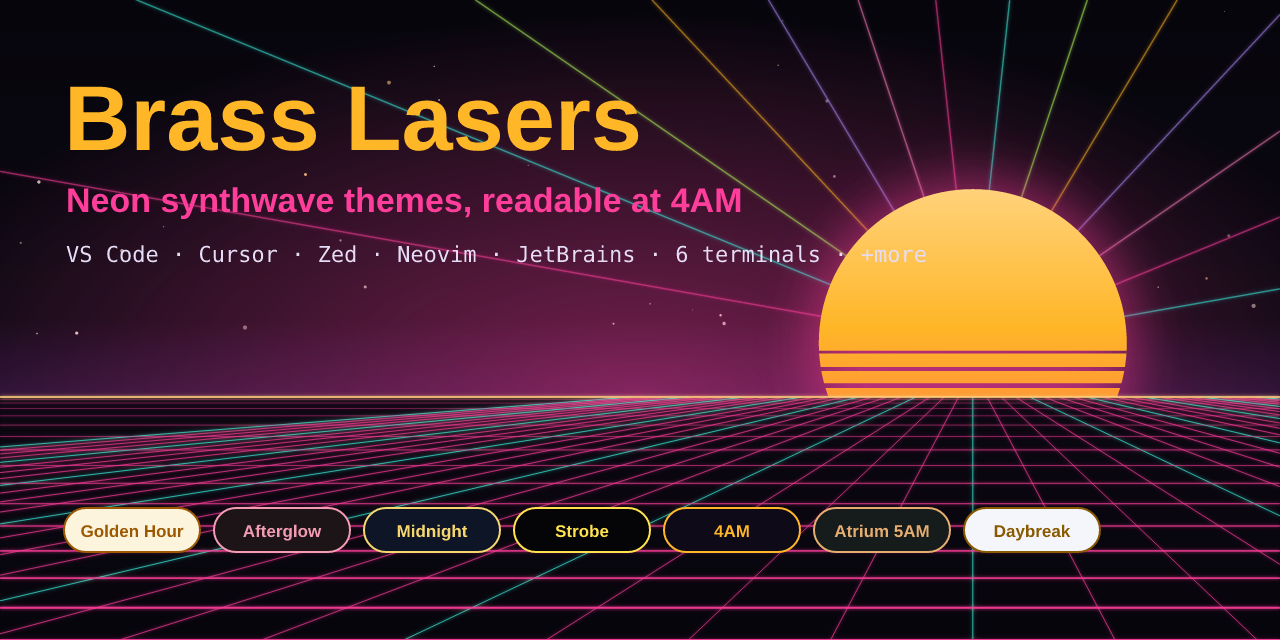 Brass Lasers
Neon synthwave themes, readable at 4AM
VS Code · Cursor · Zed · Neovim · JetBrains · 6 terminals · +more
Golden Hour Afterglow Midnight Strobe 4AM Atrium 5AM Daybreak